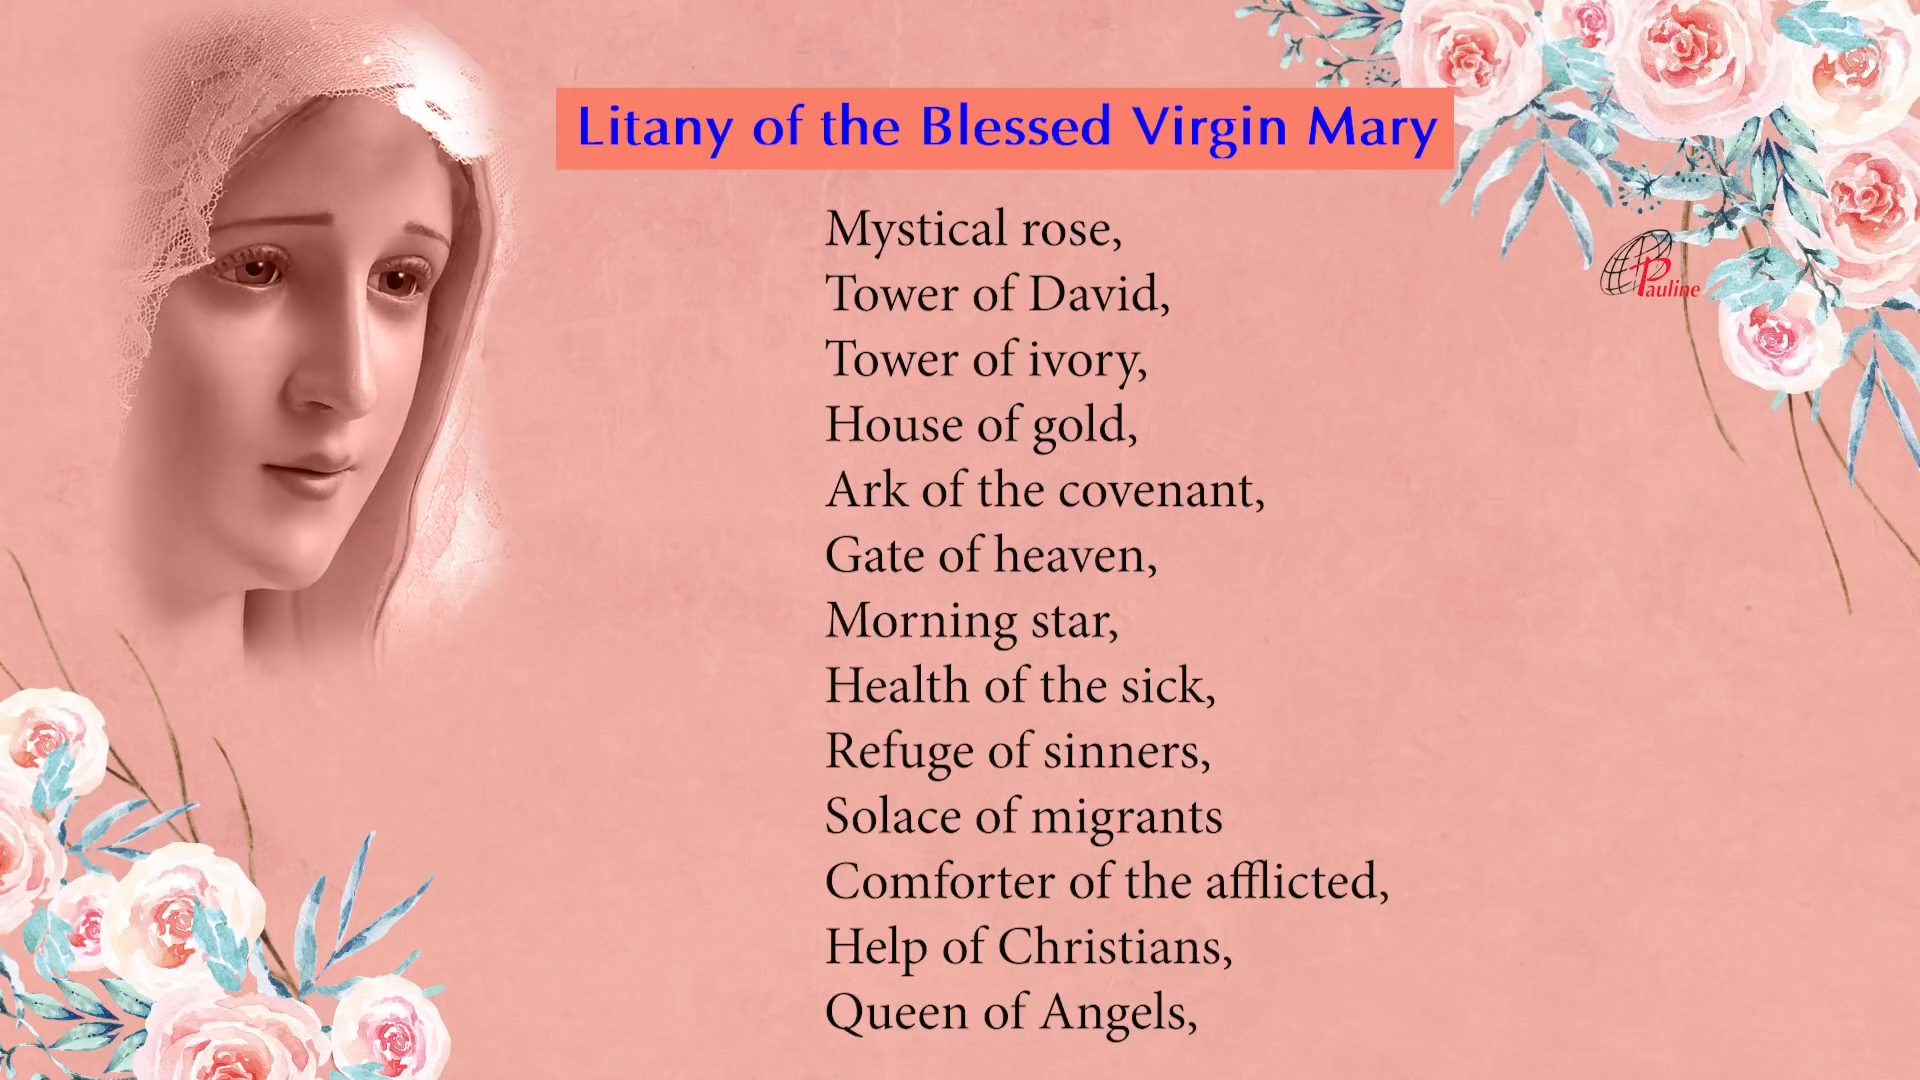 Litany of the Blessed Virgin Mary
Mystical rose,
Tower of David,
Tower of ivory,
House of gold,
Ark of the covenant,
Gate of heaven,
Morning star,
Health of the sick,
Refuge of sinners,
Solace of migrants
Comforter of the afflicted,
Help of Christians,
Queen of Angels,
Pauline